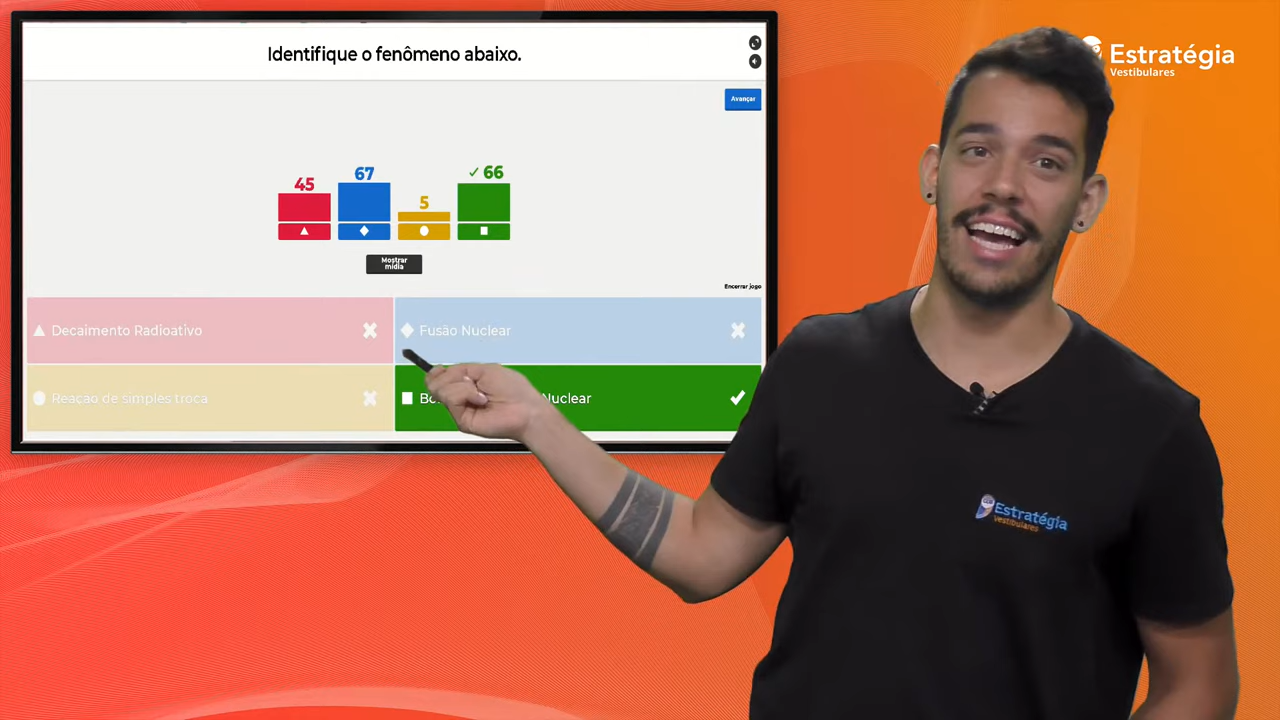 Identifique o fenômeno abaixo.
Estratégia
Vestibulares
Avançar
45
67
5
66
Mostrar
mídia
Encerrar jogo
Decaimento Radioativo
Fusão Nuclear
Reação de simples troca
Nuclear
Estratégia
Vestibulares